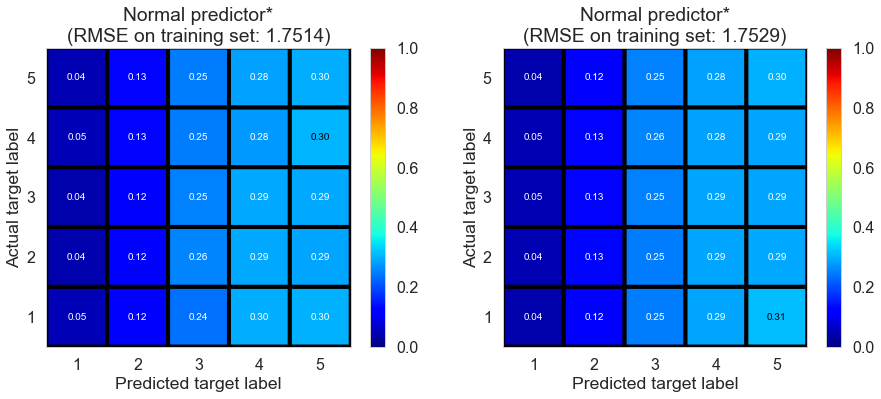 Normal predictor*
(RMSE on training set: 1.7514)
Actual target label
5 0.04 0.13 0.25 0.28 0.30
4 0.05 0.13 0.25 0.28 0.30
3 0.04 0.12 0.25 0.29 0.29
2 0.04 0.12 0.26 0.29 0.29
1 0.05 0.12 0.24 0.30 0.30
1 2 3 4 5
Predicted target label
1.0
0.8
0.6
0.4
0.2
0.0
Normal predictor*
(RMSE on training set: 1.7529)
Actual target label
5 0.04 0.12 0.25 0.28 0.30
4 0.05 0.13 0.26 0.28 0.29
3 0.05 0.13 0.25 0.29 0.29
2 0.04 0.13 0.25 0.29 0.29
1 0.04 0.12 0.25 0.29 0.31
1 2 3 4 5
Predicted target label
1.0
0.8
0.6
0.4
0.2
0.0